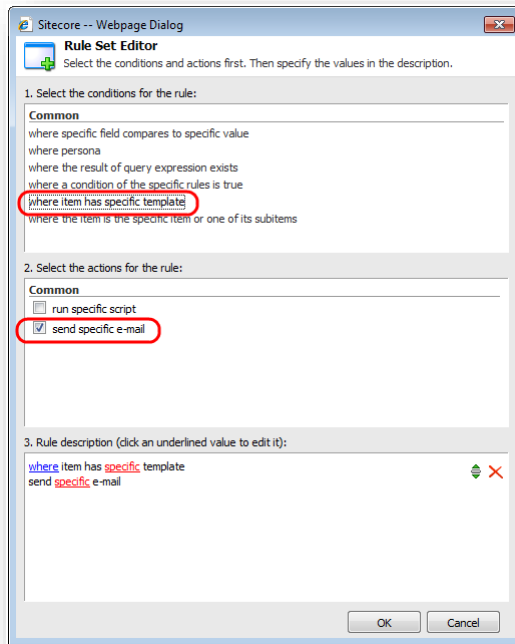 Sitecore -- Webpage Dialog
Rule Set Editor
Select the conditions and actions first. Then specify the values in the description.
1. Select the conditions for the rule:
Common
where specific field compares to specific value
where persona
where the result of query expression exists
where a condition of the specific rules is true
where item has specific template
where the item is the specific item or one of its subitems
2. Select the actions for the rule:
Common
run specific script
send specific e-mail
3. Rule description (click an underlined value to edit it):
where item has specific template
send specific e-mail
OK Cancel